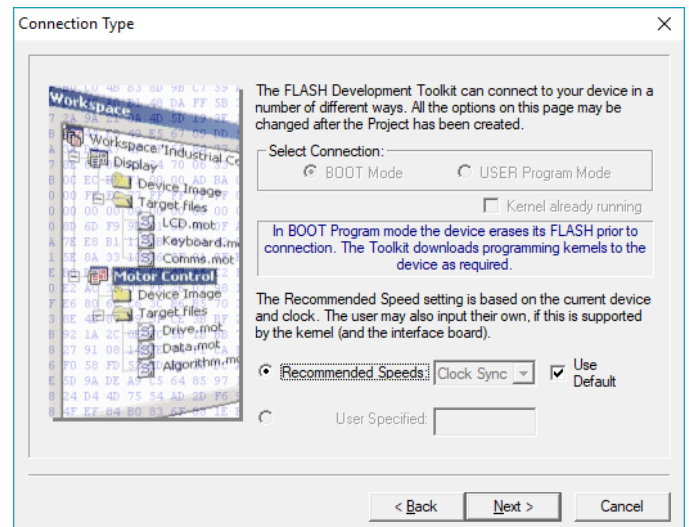 Connection Type
The FLASH Development Toolkit can connect to your device in a
number of different ways. All the options on this page may be
changed after the Project has been created.
Select Connection:
BOOT Mode
USER Program Mode
Kernel already running
In BOOT Program mode the device erases its FLASH prior to
connection. The Toolkit downloads programming kernels to the
device as required.
The Recommended Speed setting is based on the current device
and clock. The user may also input their own, if this is supported
by the kernel (and the interface board).
Recommended Speeds:
Clock Sync
Use
Default
User Specified:
< Back
Next >
Cancel
Workspace
Workspace "Industrial Co
Display
Device Image
Target files
LCD.mot
Keyboard.m
Comms.mot
Motor Control
Device Image
Target files
Drive.mot
Data.mot
Algorithm.mo